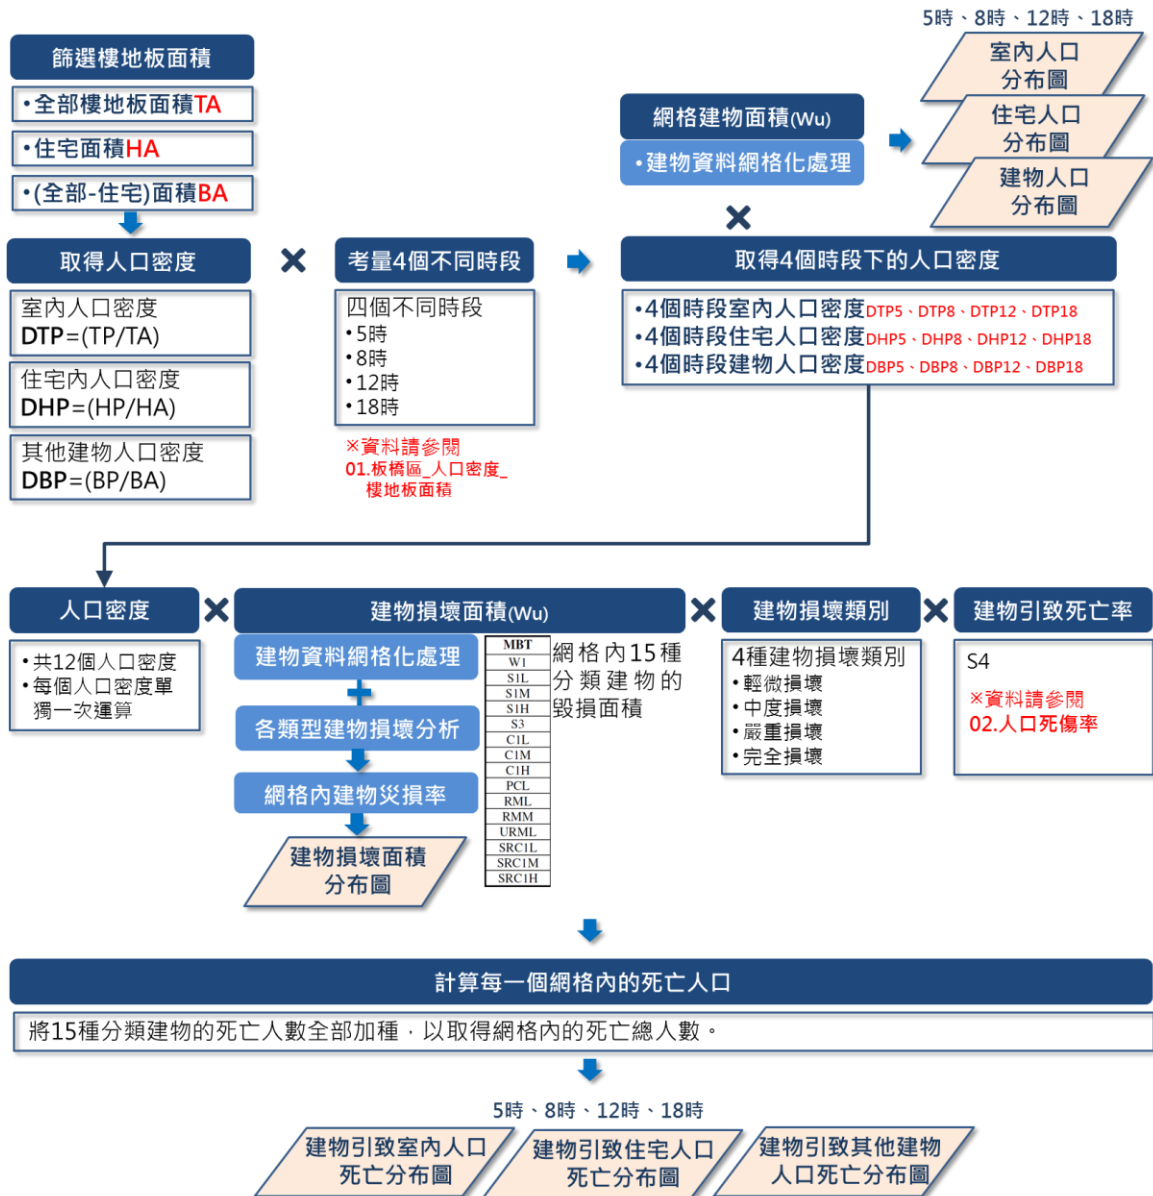 篩選樓地板面積
•全部樓地板面積TA
•住宅面積HA
•(全部-住宅)面積BA
5時、8時、12時、18時
室內人口
分布圖
住宅人口
分布圖
建物人口
分布圖
網格建物面積(Wu)
•建物資料網格化處理
取得人口密度
室內人口密度
DTP=(TP/TA)
住宅內人口密度
DHP=(HP/HA)
其他建物人口密度
DBP=(BP/BA)
考量4個不同時段
四個不同時段
•5時
•8時
•12時
•18時
※資料請參閱
01.板橋區_人口密度_
樓地板面積
取得4個時段下的人口密度
•4個時段室內人口密度DTP5、DTP8、DTP12、DTP18
•4個時段住宅人口密度DHP5、DHP8、DHP12、DHP18
•4個時段建物人口密度DBP5、DBP8、DBP12、DBP18
人口密度
•共12個人口密度
•每個人口密度單
獨一次運算
建物損壞面積(Wu)
建物資料網格化處理
各類型建物損壞分析
網格內建物災損率
建物損壞面積
分布圖
MBT
W1
S1L
S1M
S1H
S3
C1L
C1M
C1H
PCL
RML
RMM
URML
SRC1L
SRC1M
SRC1H
網格內15種
分類建物的
毀損面積
建物損壞類別
4種建物損壞類別
•輕微損壞
•中度損壞
•嚴重損壞
•完全損壞
建物引致死亡率
S4
※資料請參閱
02.人口死傷率
計算每一個網格內的死亡人口
將15種分類建物的死亡人數全部加種，以取得網格內的死亡總人數。
5時、8時、12時、18時
建物引致室內人口
死亡分布圖
建物引致住宅人口
死亡分布圖
建物引致其他建物
人口死亡分布圖